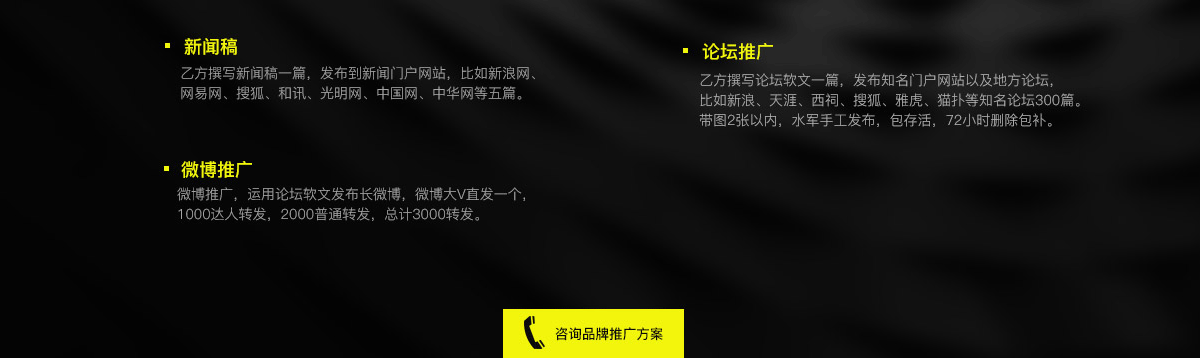 新闻稿
乙方撰写新闻稿一篇，发布到新闻门户网站，比如新浪网、
网易网、搜狐、和讯、光明网、中国网、中华网等五篇。
论坛推广
乙方撰写论坛软文一篇，发布知名门户网站以及地方论坛，
比如新浪、天涯、西祠、搜狐、雅虎、猫扑等知名论坛300篇。
带图2张以内，水军手工发布，包存活，72小时删除包补。
微博推广
微博推广，运用论坛软文发布长微博，微博大V直发一个，
1000达人转发，2000普通转发，总计3000转发。
咨询品牌推广方案